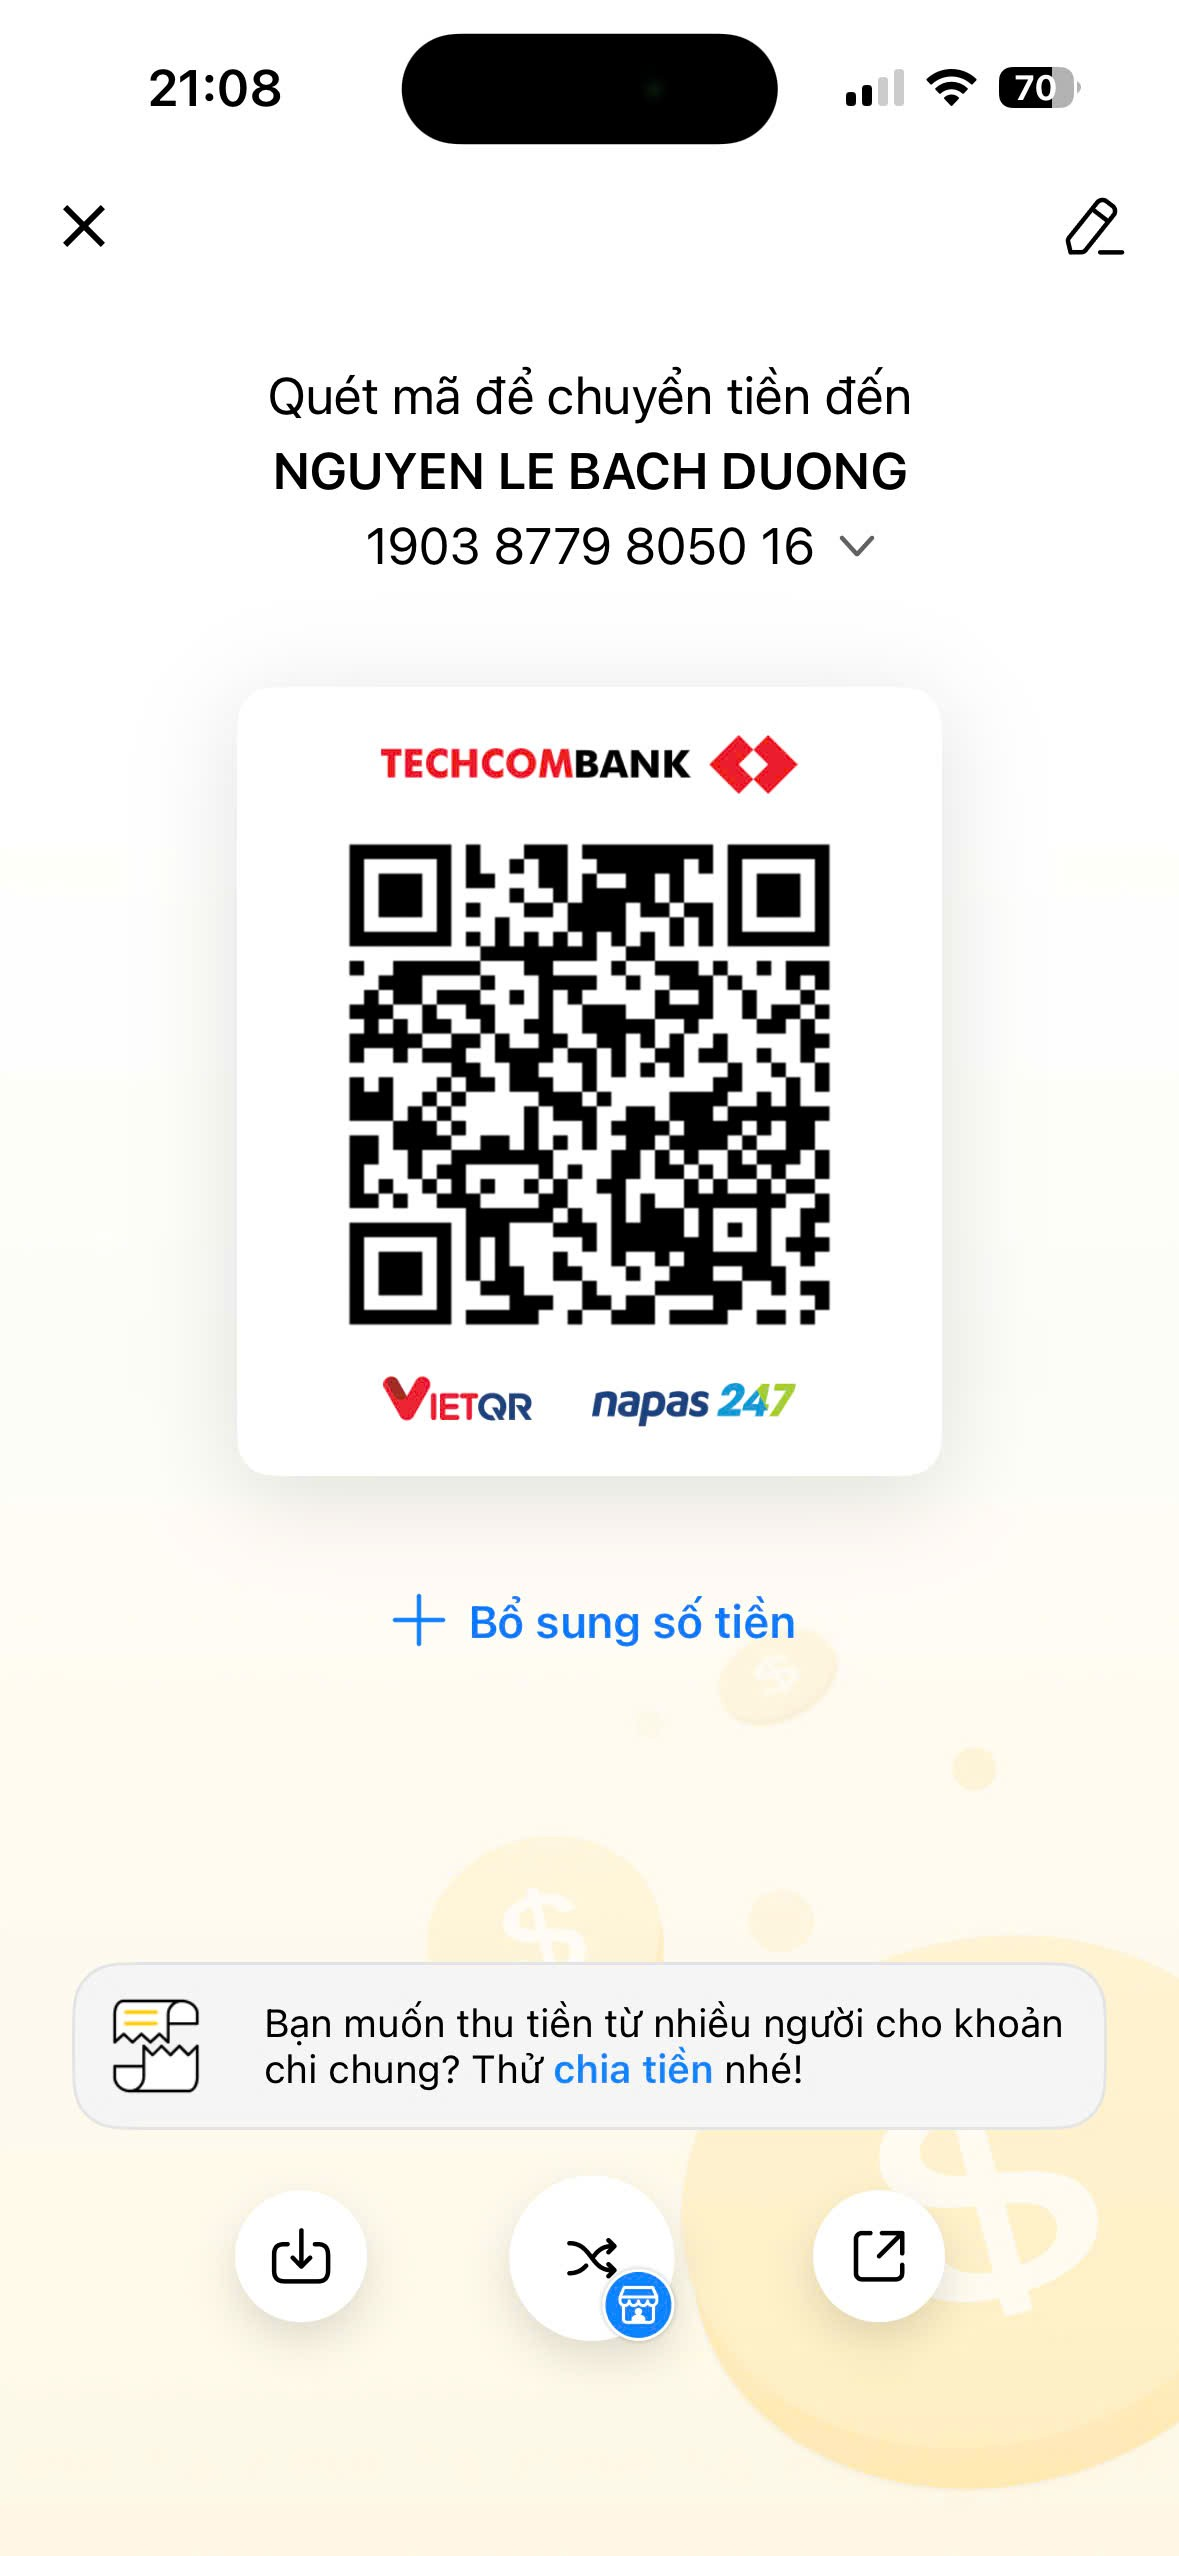 21:08
70
Quét mã để chuyển tiền đến
NGUYEN LE BACH DUONG
1903 8779 8050 16
TECHCOMBANK
VIETQR napas 247
Bổ sung số tiền
Bạn muốn thu tiền từ nhiều người cho khoản
chi chung? Thử chia tiền nhé!